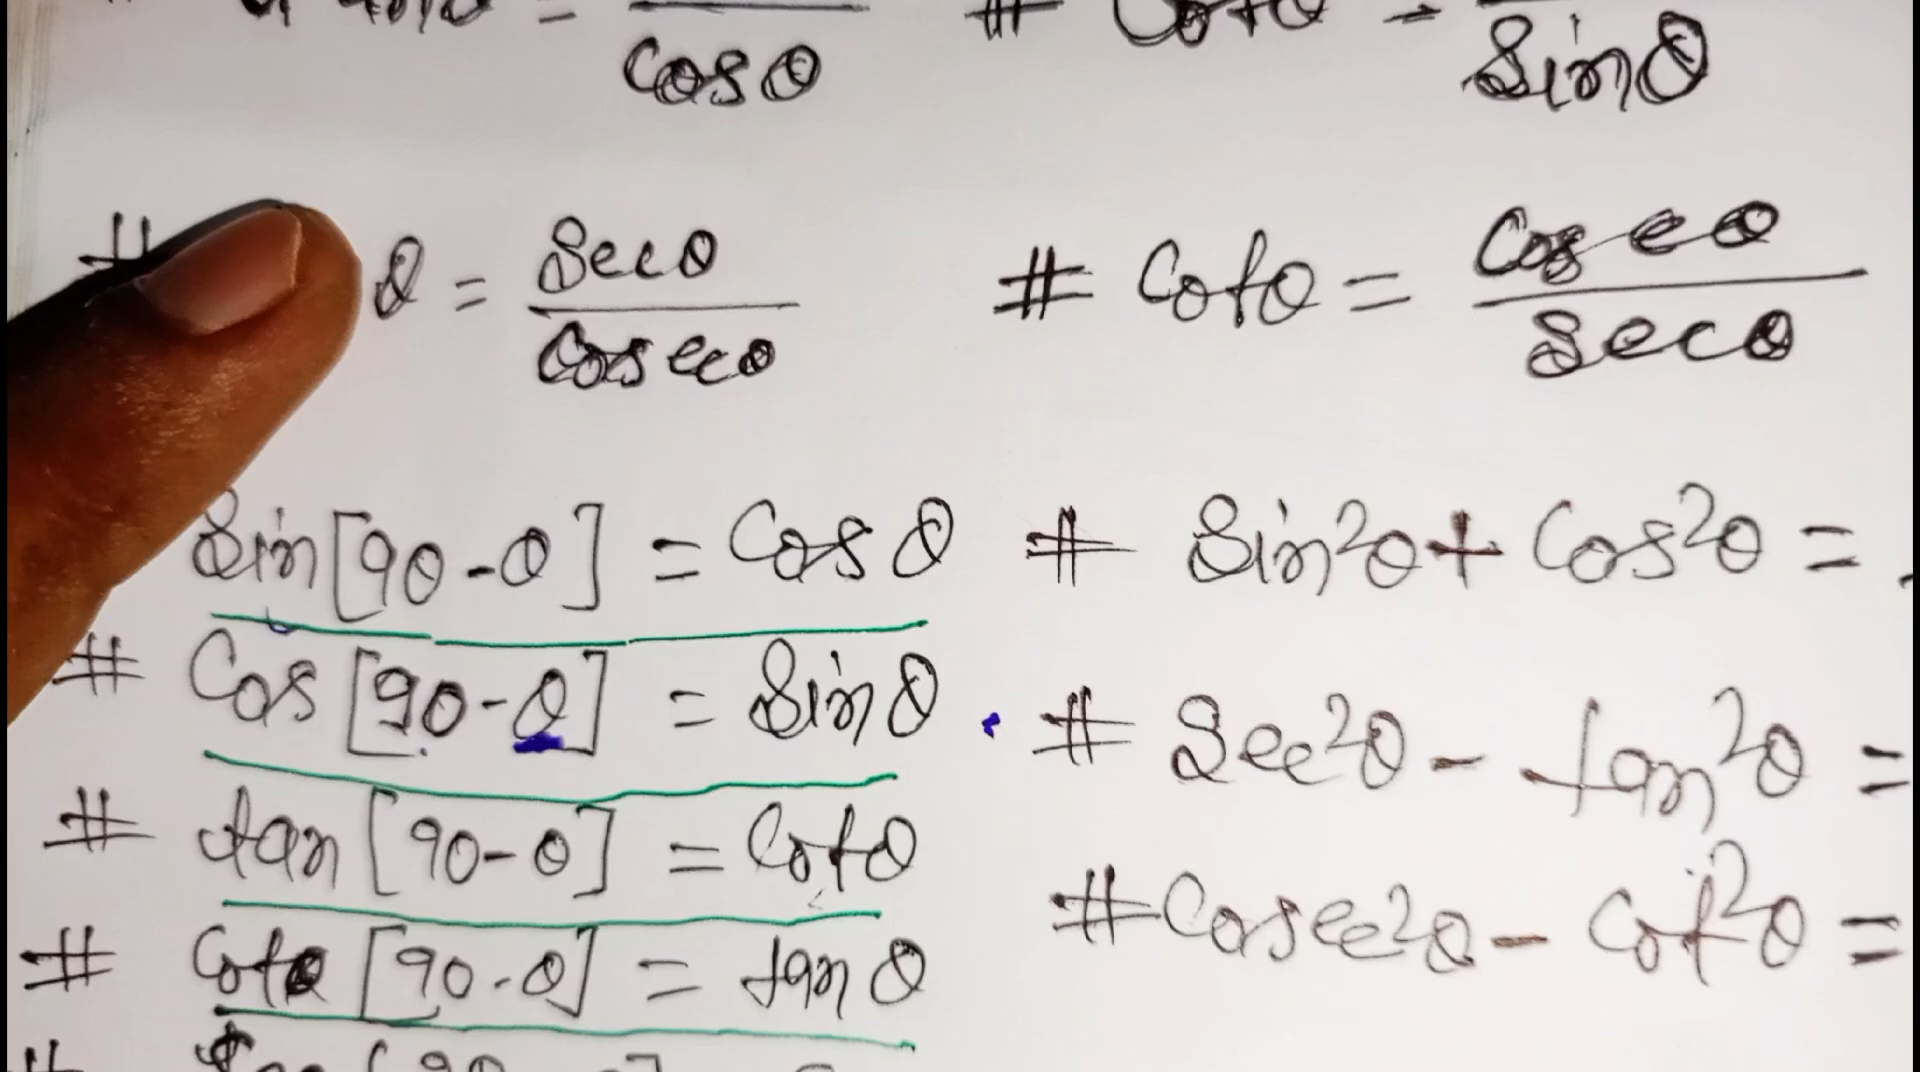 cosθ # Cotθ = Sinθ
# θ = Secθ / Cosecθ # Cotθ = Cosecθ / Secθ
Sin[90-θ] = Cosθ # Sin²θ + Cos²θ =
# Cos[90-θ] = Sinθ # Sec²θ - tan²θ =
# tan[90-θ] = Cotθ # Cosec²θ - Cot²θ =
# Cot[90-θ] = tanθ